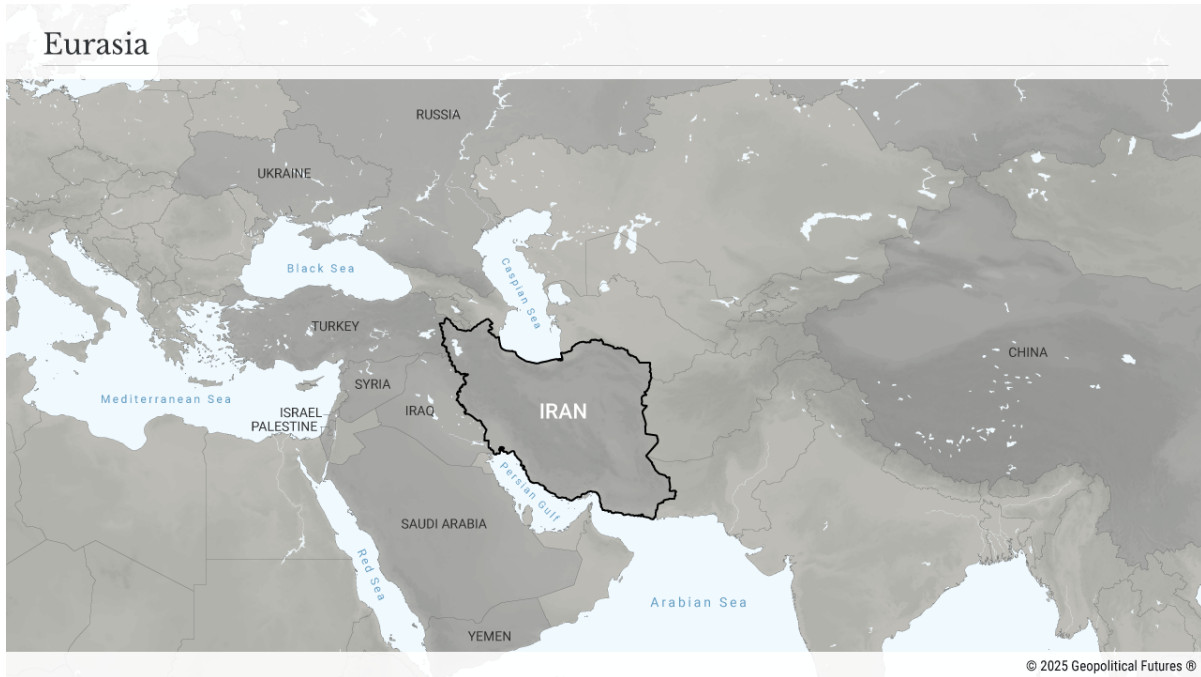 Eurasia
RUSSIA
UKRAINE
Black Sea
Caspian Sea
TURKEY
CHINA
SYRIA
Mediterranean Sea
ISRAEL
PALESTINE
IRAQ
IRAN
Persian Gulf
SAUDI ARABIA
Red Sea
Arabian Sea
YEMEN
© 2025 Geopolitical Futures ®